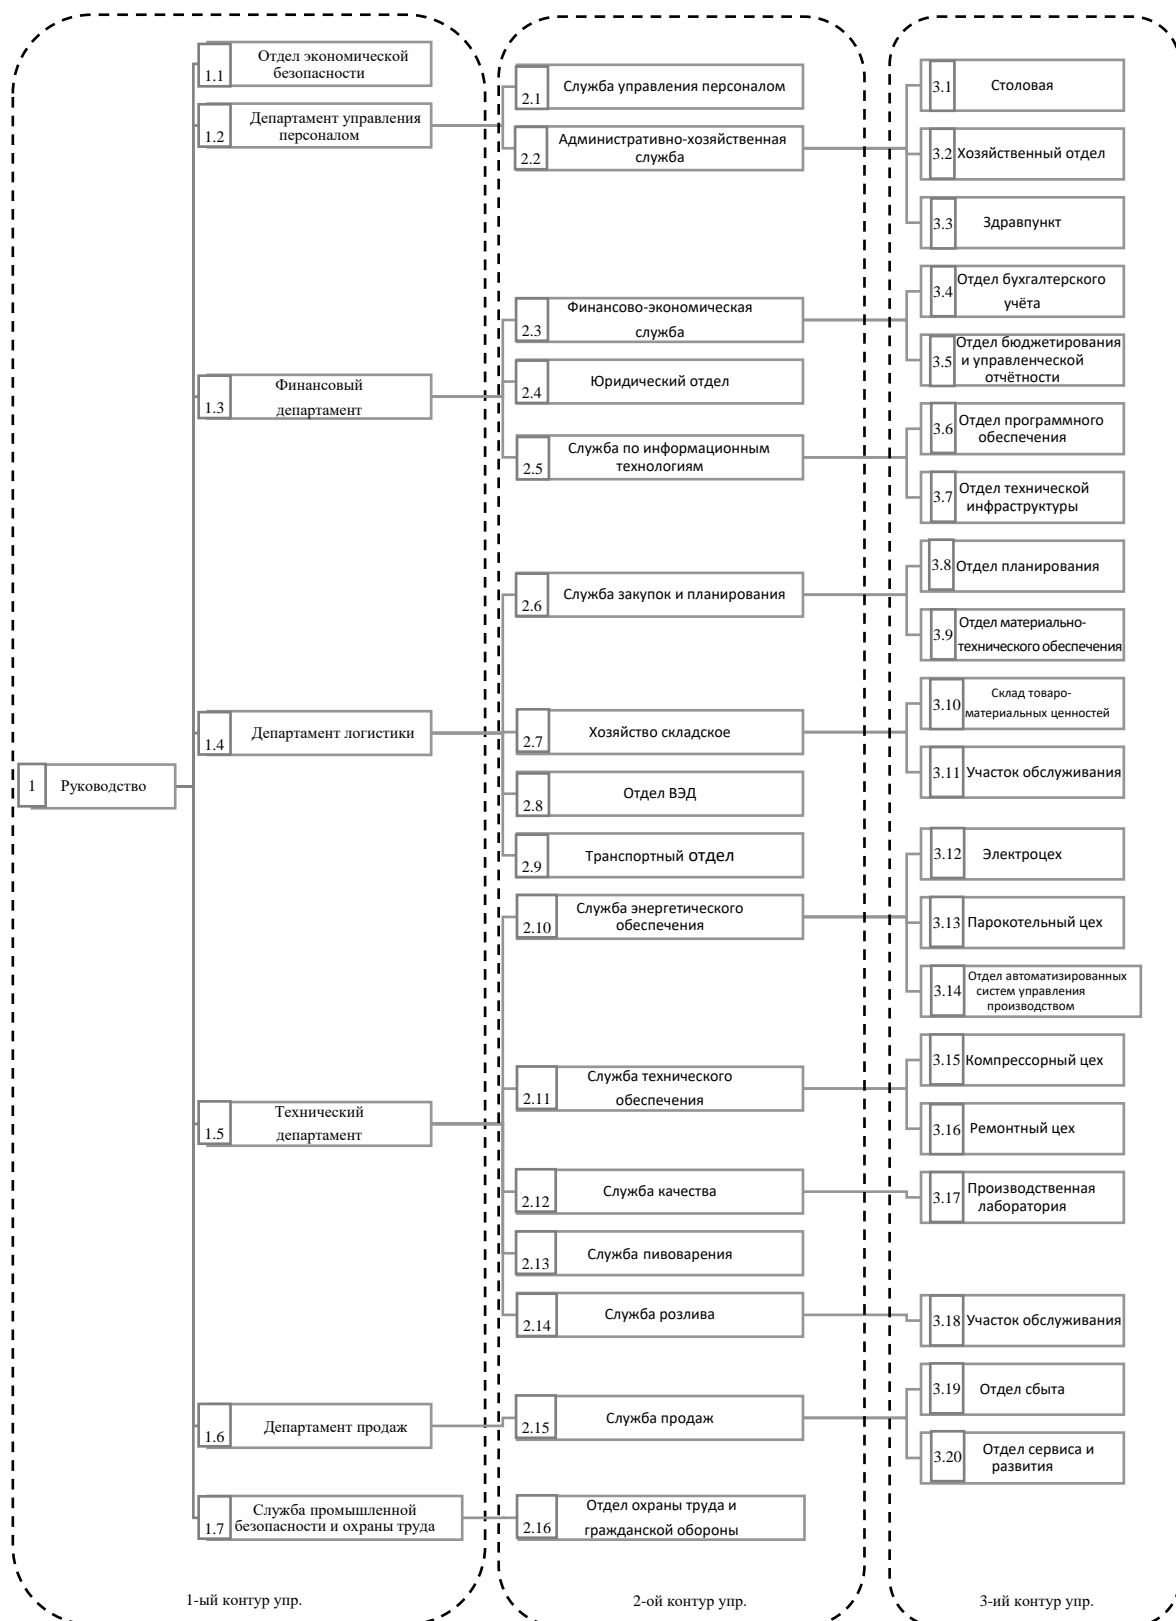 1
Руководство
1.1
Отдел экономической
безопасности
1.2
Департамент управления
персоналом
1.3
Финансовый
департамент
1.4
Департамент логистики
1.5
Технический
департамент
1.6
Департамент продаж
1.7
Служба промышленной
безопасности и охраны труда
1-ый контур упр.
2.1
Служба управления персоналом
2.2
Административно-хозяйственная
служба
2.3
Финансово-экономическая
служба
2.4
Юридический отдел
2.5
Служба по информационным
технологиям
2.6
Служба закупок и планирования
2.7
Хозяйство складское
2.8
Отдел ВЭД
2.9
Транспортный отдел
2.10
Служба энергетического
обеспечения
2.11
Служба технического
обеспечения
2.12
Служба качества
2.13
Служба пивоварения
2.14
Служба розлива
2.15
Служба продаж
2.16
Отдел охраны труда и
гражданской обороны
2-ой контур упр.
3.1
Столовая
3.2
Хозяйственный отдел
3.3
Здравпункт
3.4
Отдел бухгалтерского
учёта
3.5
Отдел бюджетирования
и управленческой
отчётности
3.6
Отдел программного
обеспечения
3.7
Отдел технической
инфраструктуры
3.8
Отдел планирования
3.9
Отдел материально-
технического обеспечения
3.10
Склад товаро-
материальных ценностей
3.11
Участок обслуживания
3.12
Электроцех
3.13
Парокотельный цех
3.14
Отдел автоматизированных
систем управления
производством
3.15
Компрессорный цех
3.16
Ремонтный цех
3.17
Производственная
лаборатория
3.18
Участок обслуживания
3.19
Отдел сбыта
3.20
Отдел сервиса и
развития
3-ий контур упр.